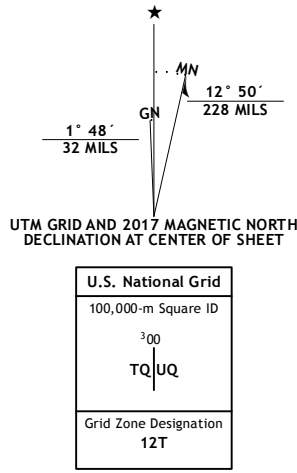 ★
MN
GN
12° 50´
228 MILS
1° 48´
32 MILS
UTM GRID AND 2017 MAGNETIC NORTH
DECLINATION AT CENTER OF SHEET
U.S. National Grid
100,000-m Square ID
³00
TQ UQ
Grid Zone Designation
12T